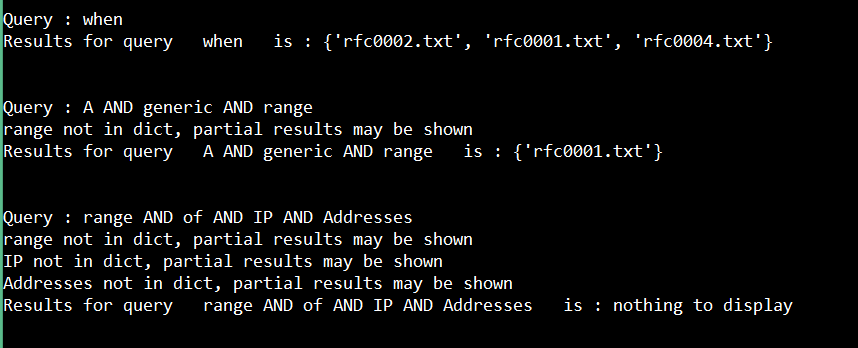 Query : when
Results for query   when   is : {'rfc0002.txt', 'rfc0001.txt', 'rfc0004.txt'}
Query : A AND generic AND range
range not in dict, partial results may be shown
Results for query   A AND generic AND range   is : {'rfc0001.txt'}
Query : range AND of AND IP AND Addresses
range not in dict, partial results may be shown
IP not in dict, partial results may be shown
Addresses not in dict, partial results may be shown
Results for query   range AND of AND IP AND Addresses   is : nothing to display